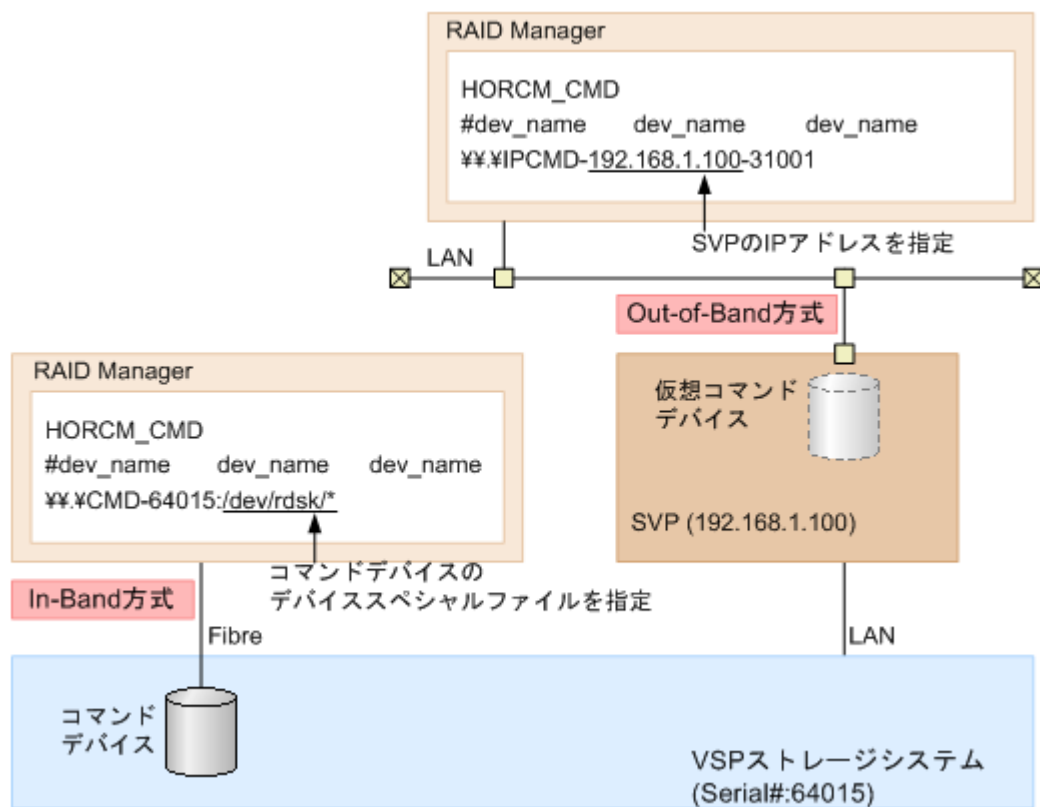 RAID Manager
HORCM_CMD
#dev_name dev_name dev_name
¥¥.¥IPCMD-192.168.1.100-31001
SVPのIPアドレスを指定
LAN
Out-of-Band方式
RAID Manager
HORCM_CMD
#dev_name dev_name dev_name
¥¥.¥CMD-64015:/dev/rdsk/*
コマンドデバイスの
デバイススペシャルファイルを指定
In-Band方式
Fibre
仮想コマンド
デバイス
SVP (192.168.1.100)
LAN
コマンド
デバイス
VSPストレージシステム
(Serial#:64015)